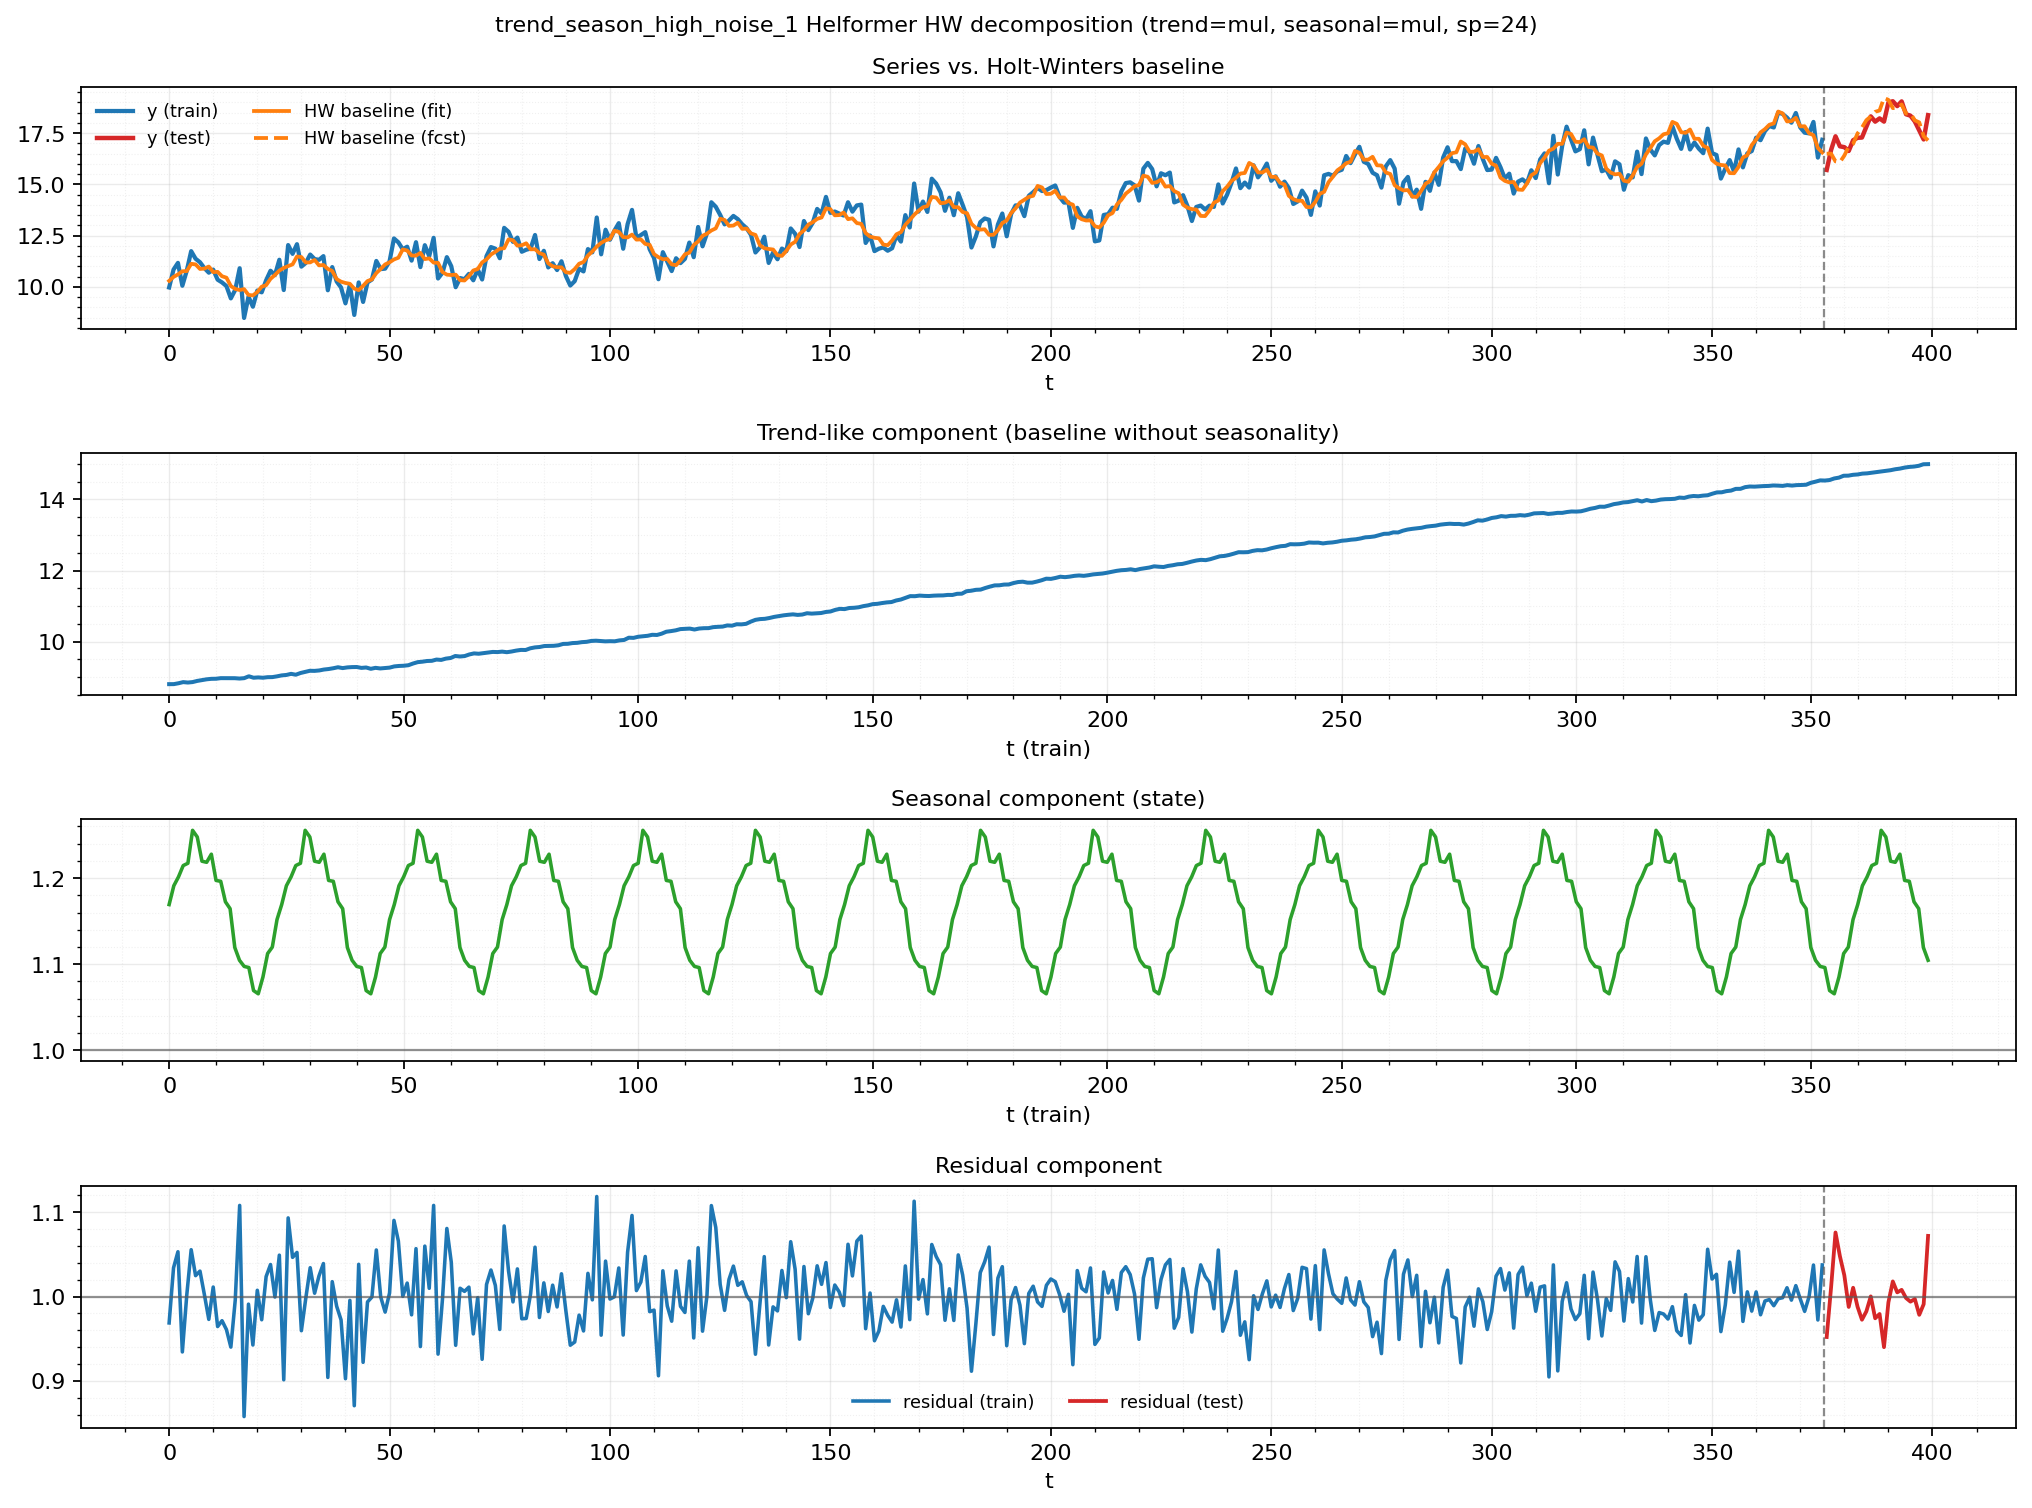 trend_season_high_noise_1 Helformer HW decomposition (trend=mul, seasonal=mul, sp=24)
Series vs. Holt-Winters baseline
y (train) HW baseline (fit)
y (test) HW baseline (fcst)
17.5
15.0
12.5
10.0
0 50 100 150 200 250 300 350 400
t
Trend-like component (baseline without seasonality)
14
12
10
0 50 100 150 200 250 300 350
t (train)
Seasonal component (state)
1.2
1.1
1.0
0 50 100 150 200 250 300 350
t (train)
Residual component
1.1
1.0
0.9
residual (train) residual (test)
0 50 100 150 200 250 300 350 400
t